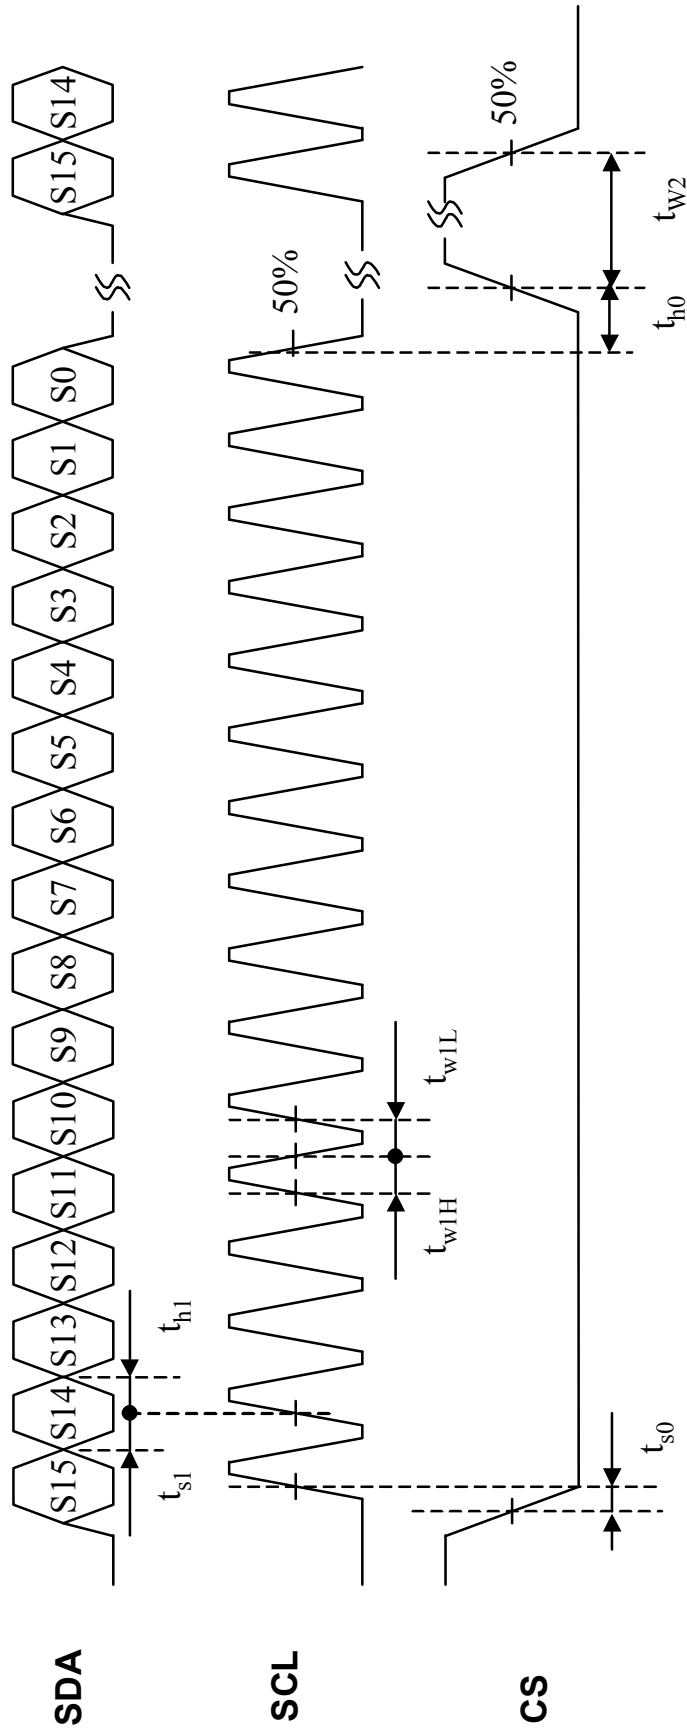 SDA
S15 S14 S13 S12 S11 S10 S9 S8 S7 S6 S5 S4 S3 S2 S1 S0 S15 S14
ts1 th1
SCL
50%
tw1H tw1L
CS
50%
ts0 th0 tW2